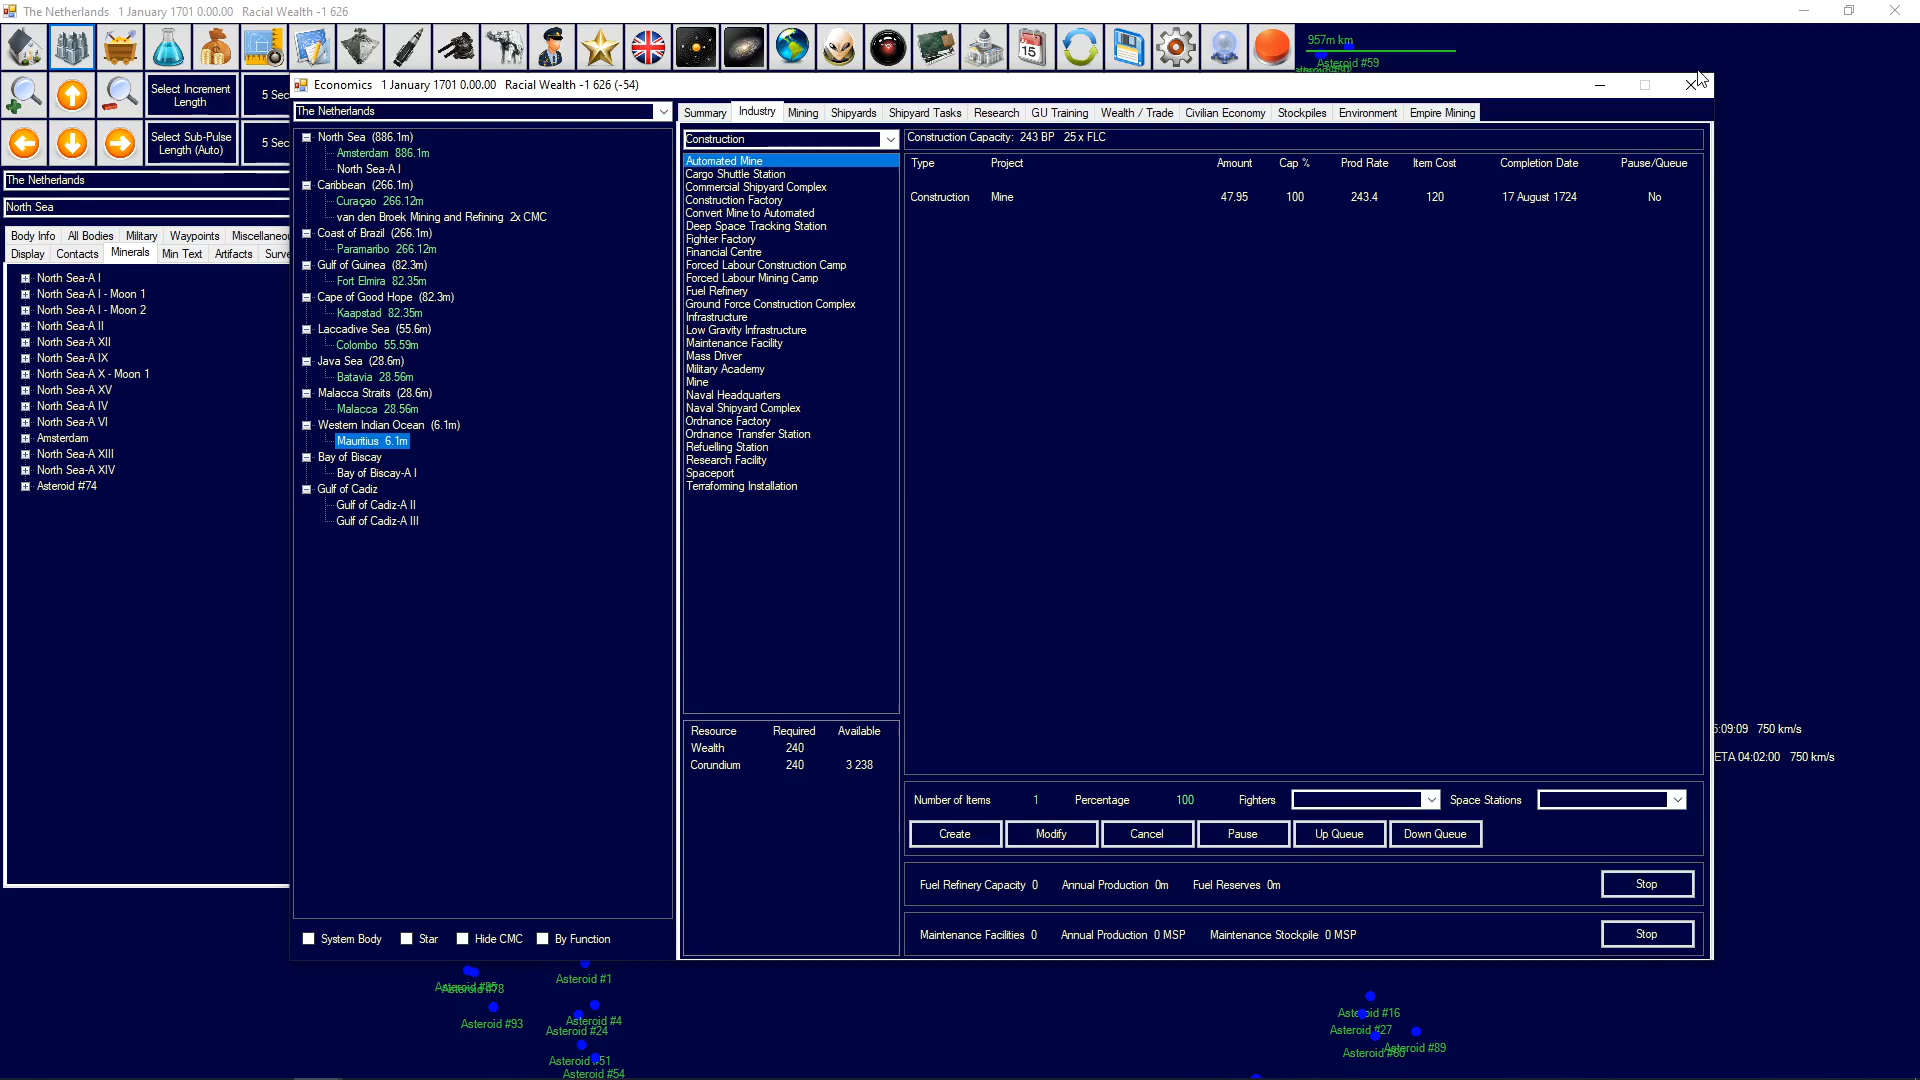 The Netherlands   1 January 1701 0.00.00   Racial Wealth -1 626
957m km
Asteroid #59
Select Increment Length
5 Sec
Select Sub-Pulse Length (Auto)
5 Sec
The Netherlands
North Sea
Body Info   All Bodies   Military   Waypoints   Miscellaneou
Display   Contacts   Minerals   Min Text   Artifacts   Surve
North Sea-A I
North Sea-A I - Moon 1
North Sea-A I - Moon 2
North Sea-A II
North Sea-A XII
North Sea-A IX
North Sea-A X - Moon 1
North Sea-A XV
North Sea-A IV
North Sea-A VI
Amsterdam
North Sea-A XIII
North Sea-A XIV
Asteroid #74
Economics   1 January 1701 0.00.00   Racial Wealth -1 626 (-54)
The Netherlands
North Sea  (886.1m)
Amsterdam  886.1m
North Sea-A I
Caribbean  (266.1m)
Curaçao  266.12m
van den Broek Mining and Refining  2x CMC
Coast of Brazil  (266.1m)
Paramaribo  266.12m
Gulf of Guinea  (82.3m)
Fort Elmira  82.35m
Cape of Good Hope  (82.3m)
Kaapstad  82.35m
Laccadive Sea  (55.6m)
Colombo  55.59m
Java Sea  (28.6m)
Batavia  28.56m
Malacca Straits  (28.6m)
Malacca  28.56m
Western Indian Ocean  (6.1m)
Mauritius  6.1m
Bay of Biscay
Bay of Biscay-A I
Gulf of Cadiz
Gulf of Cadiz-A II
Gulf of Cadiz-A III
System Body   Star   Hide CMC   By Function
Summary   Industry   Mining   Shipyards   Shipyard Tasks   Research   GU Training   Wealth / Trade   Civilian Economy   Stockpiles   Environment   Empire Mining
Construction
Automated Mine
Cargo Shuttle Station
Commercial Shipyard Complex
Construction Factory
Convert Mine to Automated
Deep Space Tracking Station
Fighter Factory
Financial Centre
Forced Labour Construction Camp
Forced Labour Mining Camp
Fuel Refinery
Ground Force Construction Complex
Infrastructure
Low Gravity Infrastructure
Maintenance Facility
Mass Driver
Military Academy
Mine
Naval Headquarters
Naval Shipyard Complex
Ordnance Factory
Ordnance Transfer Station
Refuelling Station
Research Facility
Spaceport
Terraforming Installation
Resource   Required   Available
Wealth   240
Corundium   240   3 238
Construction Capacity:  243 BP   25 x FLC
Type   Project   Amount   Cap %   Prod Rate   Item Cost   Completion Date   Pause/Queue
Construction   Mine   47.95   100   243.4   120   17 August 1724   No
Number of Items   1   Percentage   100   Fighters   Space Stations
Create   Modify   Cancel   Pause   Up Queue   Down Queue
Fuel Refinery Capacity  0   Annual Production  0m   Fuel Reserves  0m   Stop
Maintenance Facilities  0   Annual Production  0 MSP   Maintenance Stockpile  0 MSP   Stop
5:09:09   750 km/s
ETA 04:02:00   750 km/s
Asteroid #1
Asteroid #93
Asteroid #4
Asteroid #24
Asteroid #51
Asteroid #54
Asteroid #16
Asteroid #27
Asteroid #89
15